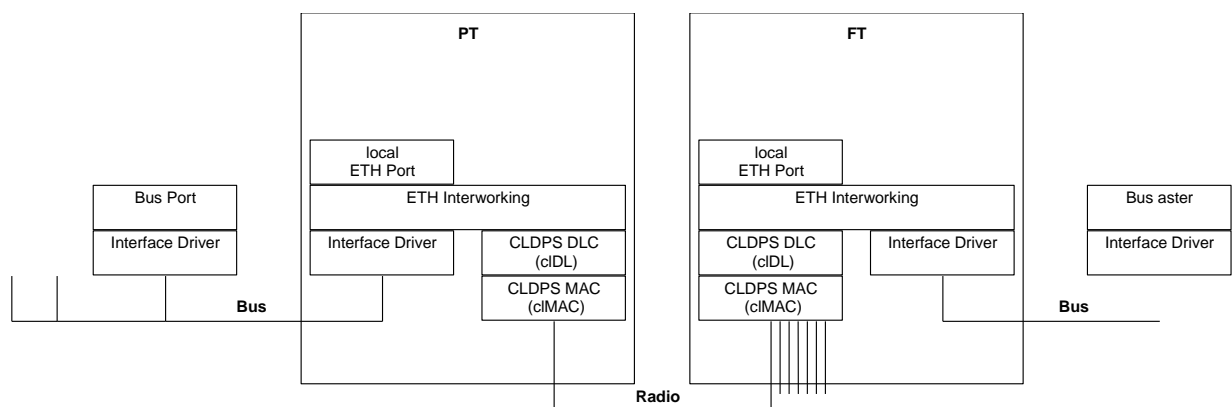 PT
FT
local
ETH Port
local
ETH Port
Bus Port
ETH Interworking
ETH Interworking
Bus aster
Interface Driver
Interface Driver
CLDPS DLC
(clDL)
CLDPS DLC
(clDL)
Interface Driver
Interface Driver
CLDPS MAC
(clMAC)
CLDPS MAC
(clMAC)
Bus
Bus
Radio